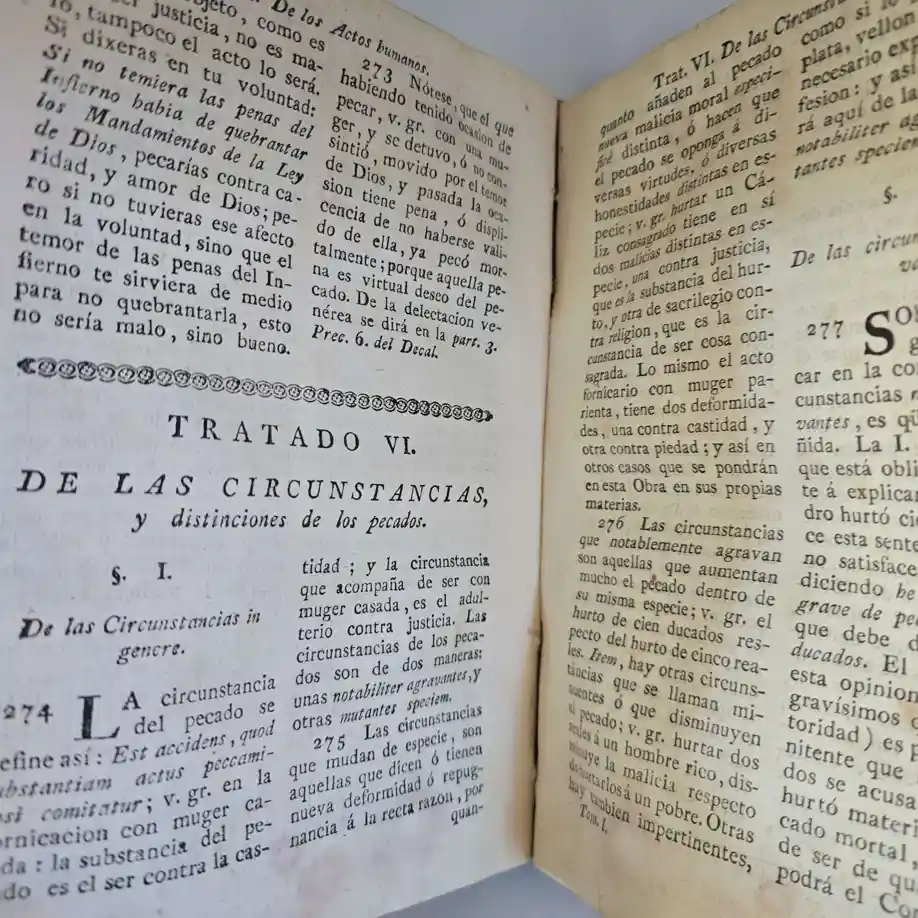 De los Actos humanos.
jeto, como es
justicia, no es ma-
lo, tampoco el acto lo será.
Si dixeras en tu voluntad:
Si no temiera las penas del
Infierno habia de quebrantar
los Mandamientos de la Ley
de Dios, pecarías contra ca-
ridad, y amor de Dios; pe-
ro si no tuvieras ese afecto
en la voluntad, sino que el
temor de las penas del In-
fierno te sirviera de medio
para no quebrantarla, esto
no sería malo, sino bueno.
273 Nótese, que el que
habiendo tenido ocasion de
pecar, v. gr. con una mu-
ger, y se detuvo, ó no con-
sintió, movido por el temor
de Dios, y pasada la oca-
sion tiene pena, ó displi-
cencia de no haberse vali-
do de ella, ya pecó mor-
talmente; porque aquella pe-
na es virtual deseo del pe-
cado. De la delectacion ve-
nérea se dirá en la part. 3.
Prec. 6. del Decal.
TRATADO VI.
DE LAS CIRCUNSTANCIAS,
y distinciones de los pecados.
§. I.
De las Circunstancias in
genere.
274 LA circunstancia
del pecado se
efine así: Est accidens, quod
ubstantiam actus peccami-
osi comitatur; v. gr. en la
ornicacion con muger ca-
da: la substancia del pe-
do es el ser contra la cas-
tidad; y la circunstancia
que acompaña de ser con
muger casada, es el adul-
terio contra justicia. Las
circunstancias de los peca-
dos son de dos maneras:
unas notabiliter agravantes, y
otras mutantes speciem.
275 Las circunstancias
que mudan de especie, son
aquellas que dicen ó tienen
nueva deformidad ó repug-
nancia á la recta razon, por
quan-
Trat. VI. De las Circunsta
quanto añaden al pecado
nueva malicia moral especi-
fice distinta, ó hacen que
el pecado se oponga á di-
versas virtudes, ó diversas
honestidades distintas en es-
pecie; v. gr. hurtar un Cá-
liz consagrado tiene en sí
dos malicias distintas en es-
pecie, una contra justicia,
que es la substancia del hur-
to, y otra de sacrilegio con-
tra religion, que es la cir-
cunstancia de ser cosa con-
sagrada. Lo mismo el acto
fornicario con muger pa-
rienta, tiene dos deformida-
des, una contra castidad, y
otra contra piedad; y así en
otros casos que se pondrán
en esta Obra en sus propias
materias.
276 Las circunstancias
que notablemente agravan
son aquellas que aumentan
mucho el pecado dentro de
su misma especie; v. gr. el
hurto de cien ducados res-
pecto del hurto de cinco rea-
les. Item, hay otras circuns-
tancias que se llaman mi-
nuentes ó que disminuyen
el pecado; v. gr. hurtar dos
reales á un hombre rico, dis-
minuye la malicia respecto
de hurtarlos á un pobre. Otras
hay tambien impertinentes,
Tom. I.
como si lo
plata, vellon
necesario exp
fesion: y así
rá aquí de la
notabiliter ag
tantes speciem
§.
De las circun
va
277 SOn
g
car en la co
cunstancias n
vantes, es qu
ñida. La I.
que está obli
te á explicar
dro hurtó cie
ce esta sente
no satisface
diciendo he
grave de pe
que debe d
ducados. El
esta opinion
gravísimos
toridad) es p
nitente que
dos se acusa
hurtó materi
cado mortal,
de ser de qu
podrá el Con